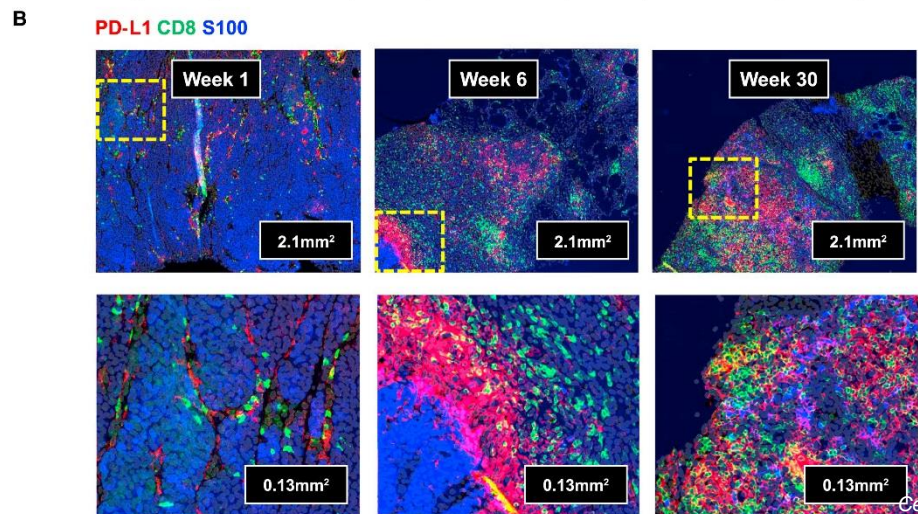 B
PD-L1 CD8 S100
Week 1
Week 6
Week 30
2.1mm²
2.1mm²
2.1mm²
0.13mm²
0.13mm²
0.13mm²